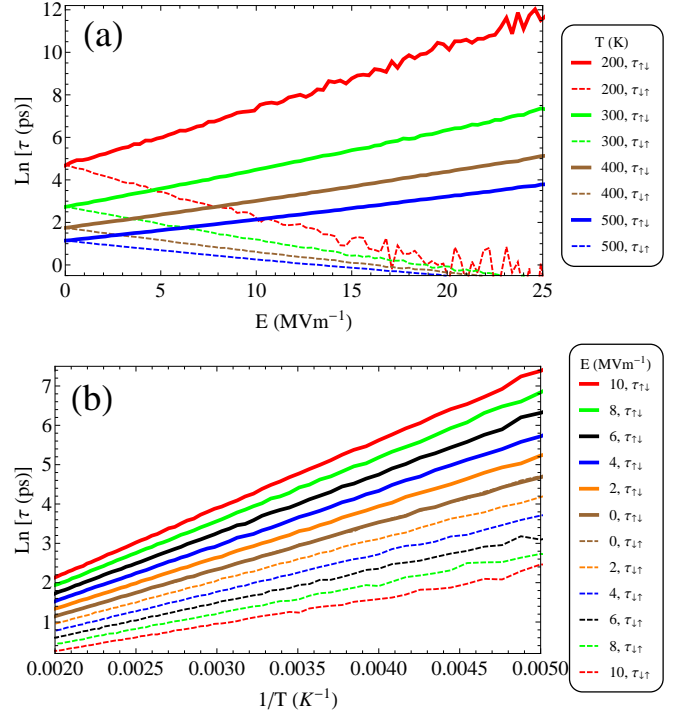 (a)
Ln [τ (ps)]
12
10
8
6
4
2
0
0 5 10 15 20 25
E (MVm⁻¹)
T (K)
200, τ↑↓
200, τ↓↑
300, τ↑↓
300, τ↓↑
400, τ↑↓
400, τ↓↑
500, τ↑↓
500, τ↓↑
(b)
Ln [τ (ps)]
7
6
5
4
3
2
1
0.0020 0.0025 0.0030 0.0035 0.0040 0.0045 0.0050
1/T (K⁻¹)
E (MVm⁻¹)
10, τ↑↓
8, τ↑↓
6, τ↑↓
4, τ↑↓
2, τ↑↓
0, τ↑↓
0, τ↓↑
2, τ↓↑
4, τ↓↑
6, τ↓↑
8, τ↓↑
10, τ↓↑